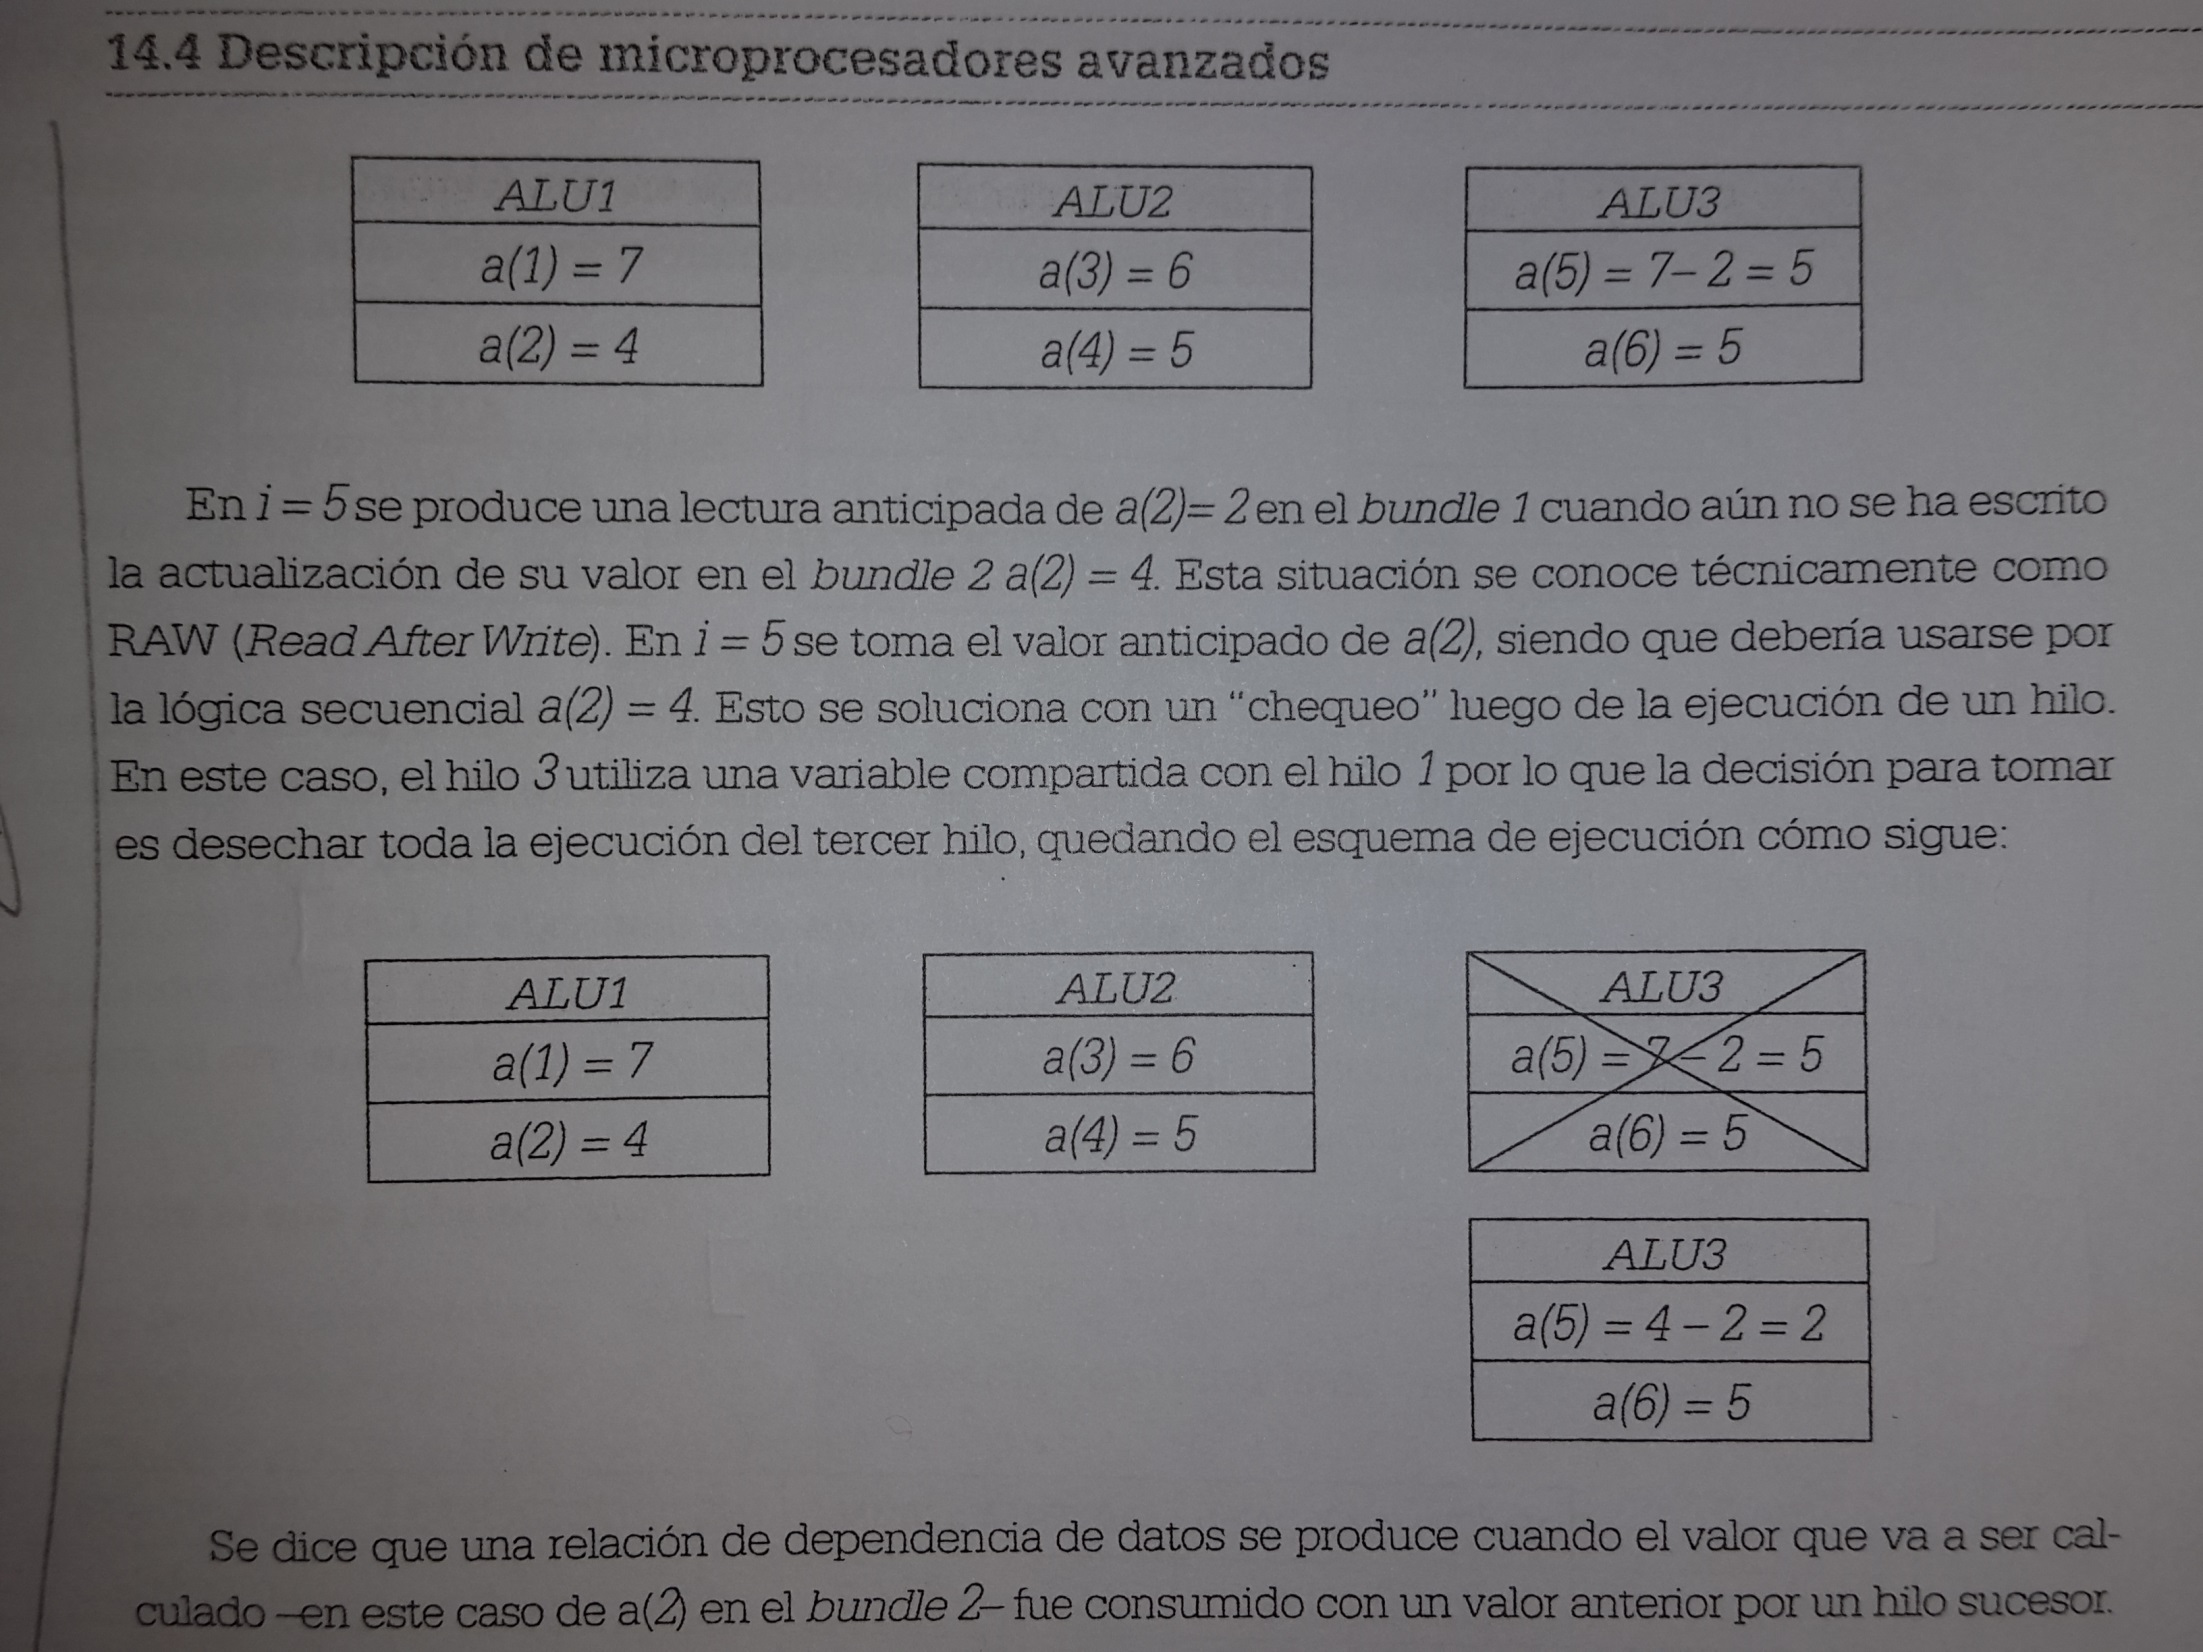 14.4 Descripción de microprocesadores avanzados
ALU1 ALU2 ALU3
a(1) = 7 a(3) = 6 a(5) = 7– 2 = 5
a(2) = 4 a(4) = 5 a(6) = 5
En i = 5 se produce una lectura anticipada de a(2)= 2 en el bundle 1 cuando aún no se ha escrito
la actualización de su valor en el bundle 2 a(2) = 4. Esta situación se conoce técnicamente como
RAW (Read After Write). En i = 5 se toma el valor anticipado de a(2), siendo que debería usarse por
la lógica secuencial a(2) = 4. Esto se soluciona con un “chequeo” luego de la ejecución de un hilo.
En este caso, el hilo 3 utiliza una variable compartida con el hilo 1 por lo que la decisión para tomar
es desechar toda la ejecución del tercer hilo, quedando el esquema de ejecución cómo sigue:
ALU1 ALU2 ALU3
a(1) = 7 a(3) = 6 a(5) = 7 – 2 = 5
a(2) = 4 a(4) = 5 a(6) = 5
ALU3
a(5) = 4 – 2 = 2
a(6) = 5
Se dice que una relación de dependencia de datos se produce cuando el valor que va a ser cal-
culado –en este caso de a(2) en el bundle 2– fue consumido con un valor anterior por un hilo sucesor.